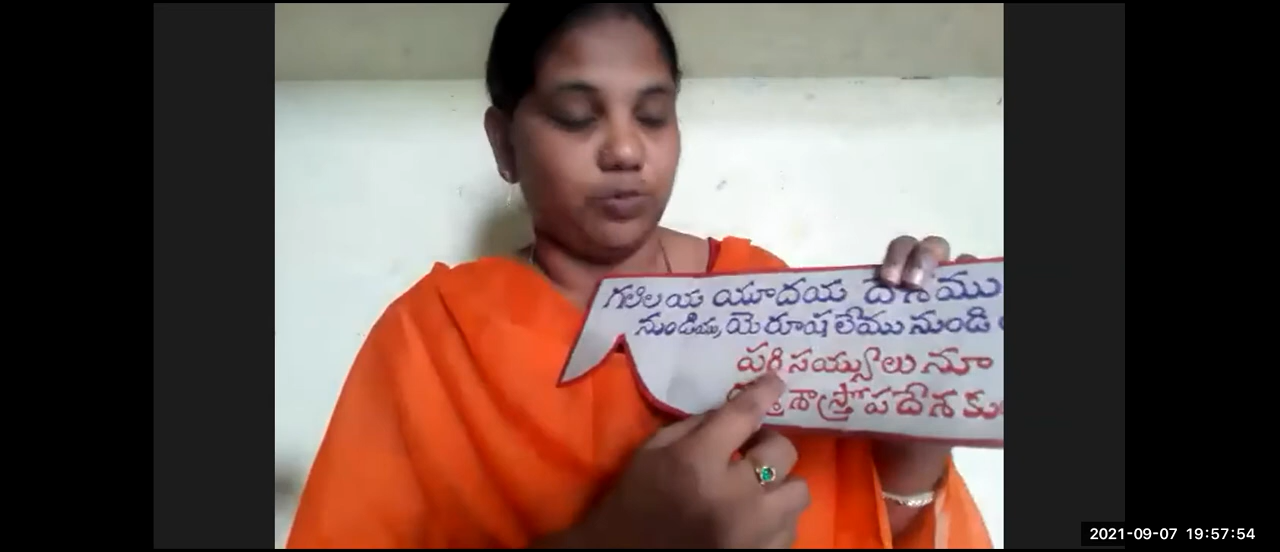 గలిలయ యూదయ దేశము
నుండియు, యెరూషలేము నుండి
పరిసయ్యులు నూ
శాస్త్రోపదేశకు
2021-09-07 19:57:54